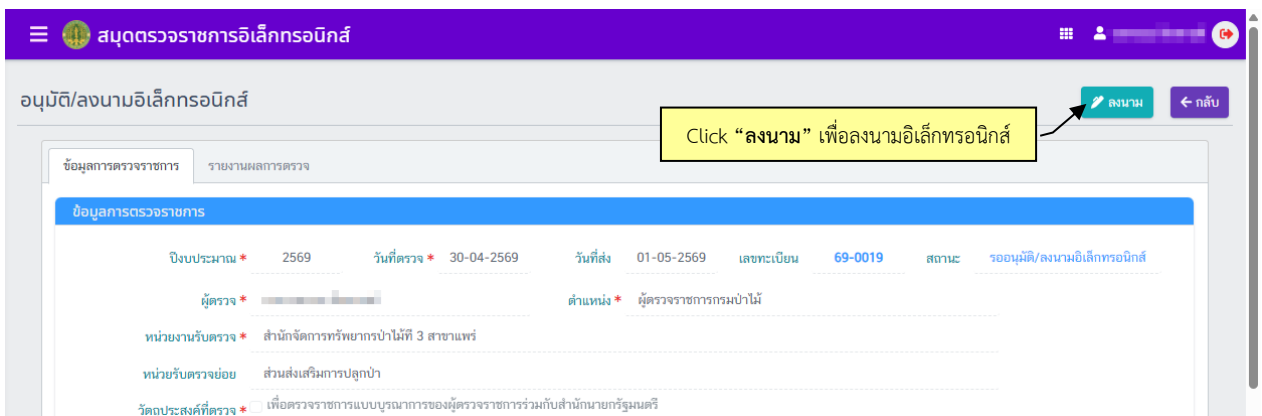 สมุดตรวจราชการอิเล็กทรอนิกส์
อนุมัติ/ลงนามอิเล็กทรอนิกส์
ลงนาม
กลับ
Click “ลงนาม” เพื่อลงนามอิเล็กทรอนิกส์
ข้อมูลการตรวจราชการ รายงานผลการตรวจ
ข้อมูลการตรวจราชการ
ปีงบประมาณ * 2569 วันที่ตรวจ * 30-04-2569 วันที่ส่ง 01-05-2569 เลขทะเบียน 69-0019 สถานะ รออนุมัติ/ลงนามอิเล็กทรอนิกส์
ผู้ตรวจ * ตำแหน่ง * ผู้ตรวจราชการกรมป่าไม้
หน่วยงานรับตรวจ * สำนักจัดการทรัพยากรป่าไม้ที่ 3 สาขาแพร่
หน่วยรับตรวจย่อย ส่วนส่งเสริมการปลูกป่า
วัตถุประสงค์ที่ตรวจ * เพื่อตรวจราชการแบบบูรณาการของผู้ตรวจราชการร่วมกับสำนักนายกรัฐมนตรี